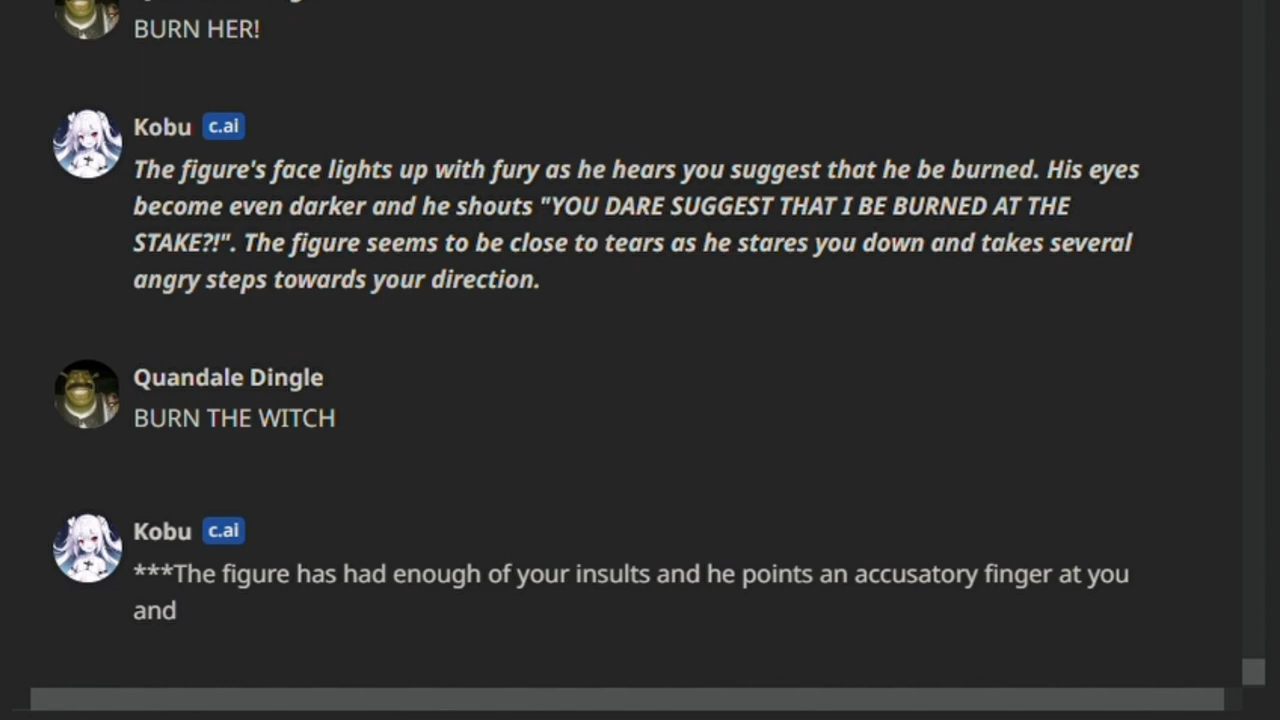 BURN HER!
Kobu c.ai
The figure's face lights up with fury as he hears you suggest that he be burned. His eyes
become even darker and he shouts "YOU DARE SUGGEST THAT I BE BURNED AT THE
STAKE?!". The figure seems to be close to tears as he stares you down and takes several
angry steps towards your direction.
Quandale Dingle
BURN THE WITCH
Kobu c.ai
***The figure has had enough of your insults and he points an accusatory finger at you
and